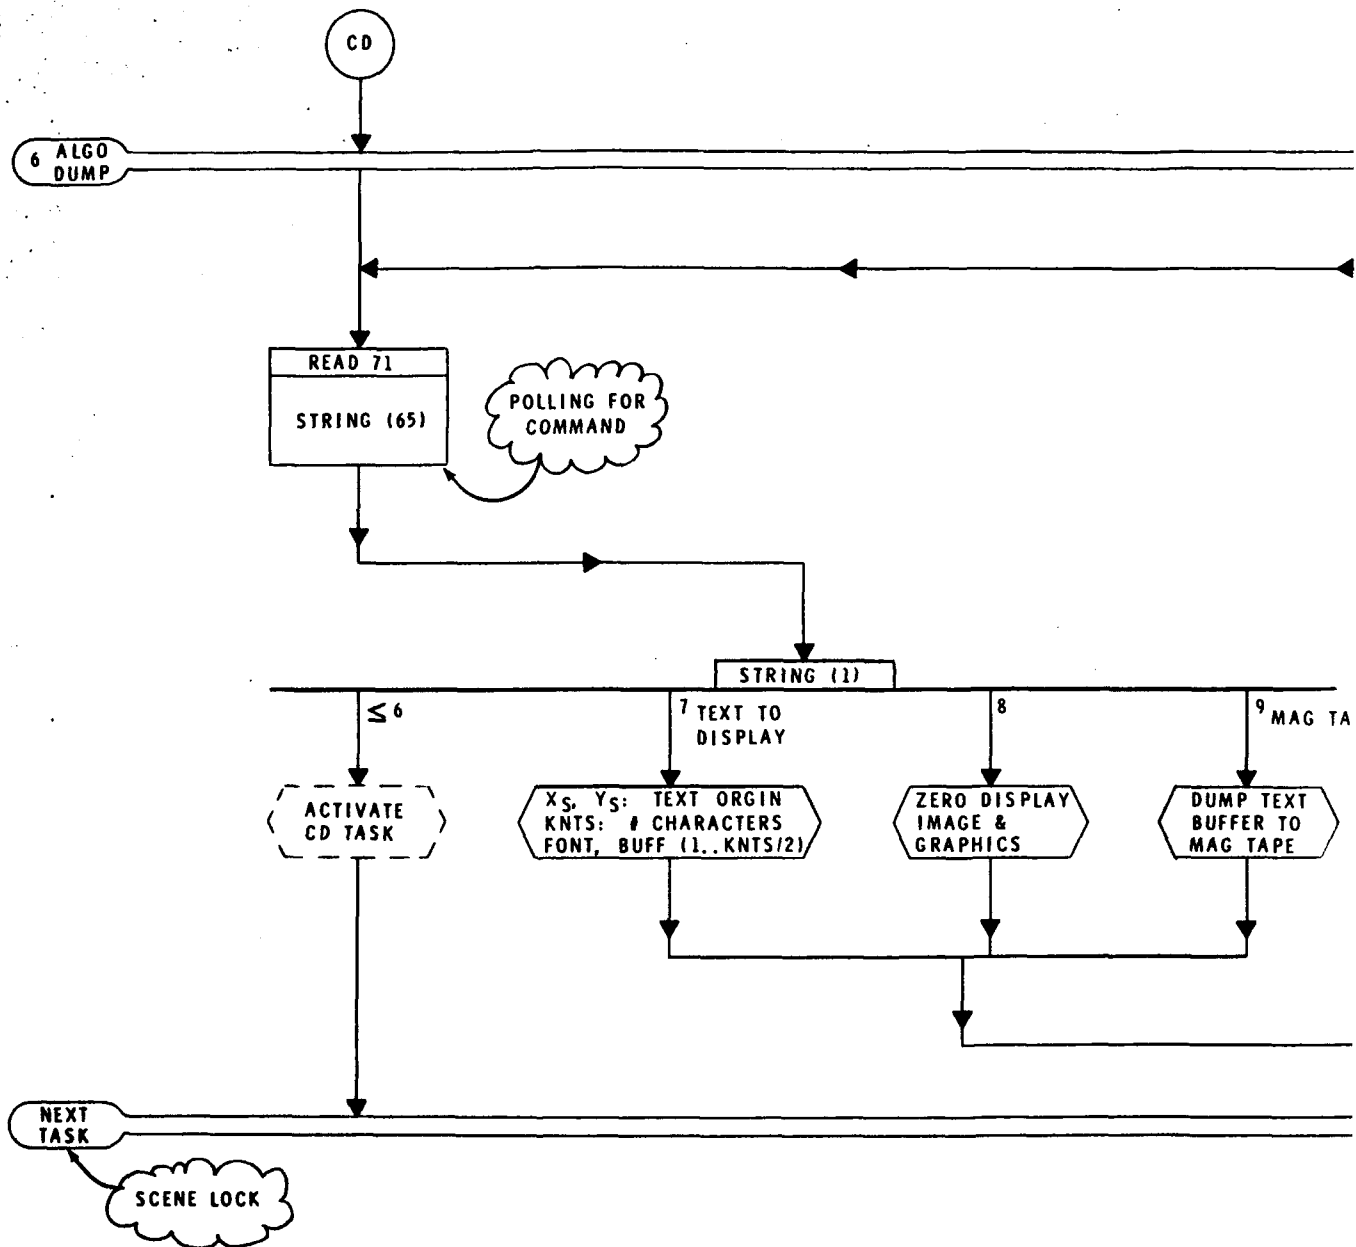 CD
6 ALGO
DUMP
READ 71
STRING (65)
POLLING FOR
COMMAND
STRING (1)
≤ 6
7 TEXT TO
DISPLAY
8
9 MAG TA
ACTIVATE
CD TASK
XS, YS: TEXT ORGIN
KNTS: # CHARACTERS
FONT, BUFF (1..KNTS/2)
ZERO DISPLAY
IMAGE &
GRAPHICS
DUMP TEXT
BUFFER TO
MAG TAPE
NEXT
TASK
SCENE LOCK